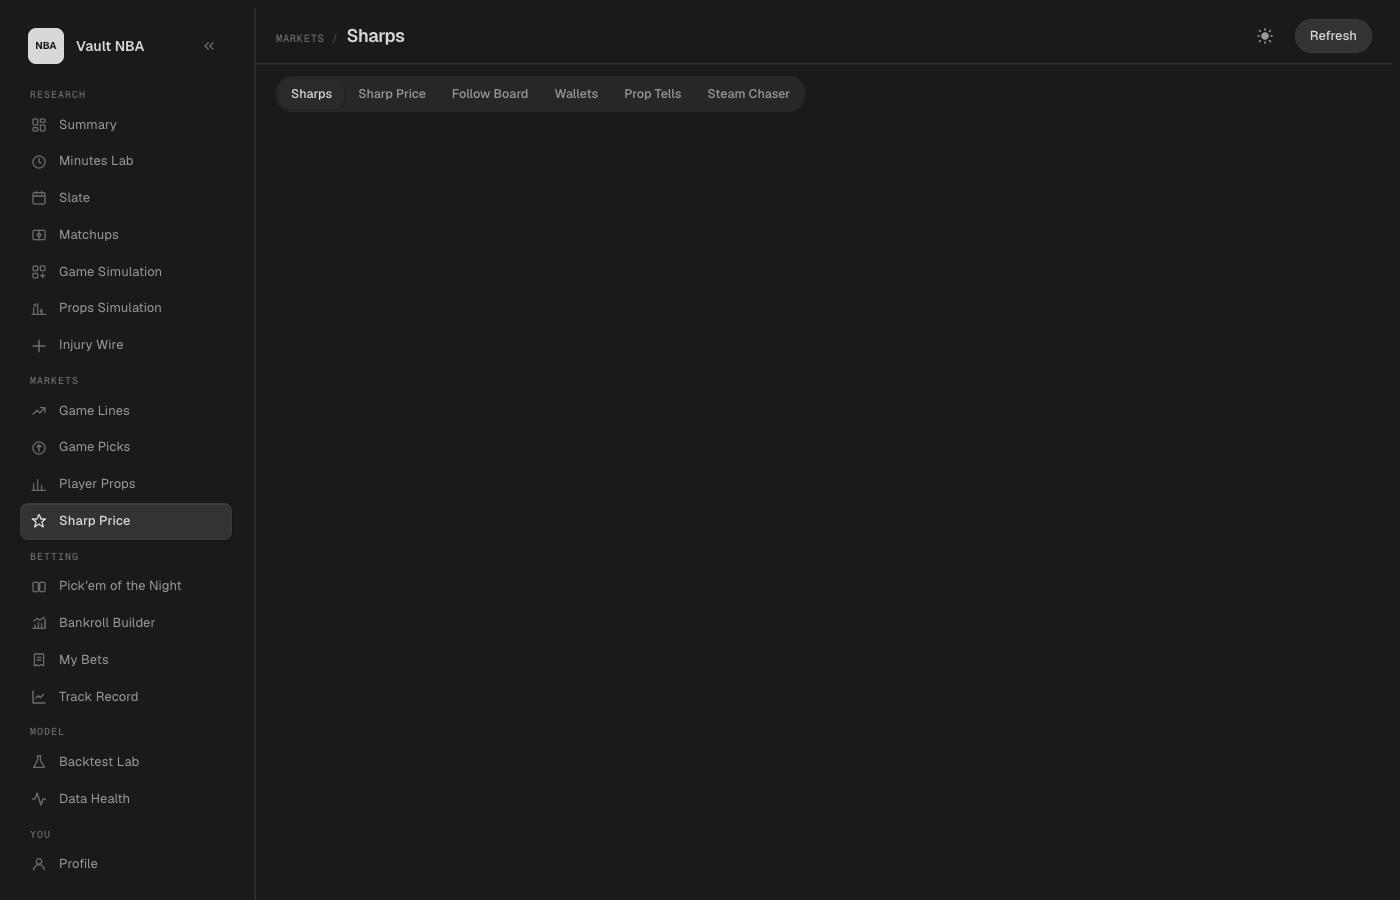 NBA
Vault NBA
RESEARCH
Summary
Minutes Lab
Slate
Matchups
Game Simulation
Props Simulation
Injury Wire
MARKETS
Game Lines
Game Picks
Player Props
Sharp Price
BETTING
Pick'em of the Night
Bankroll Builder
My Bets
Track Record
MODEL
Backtest Lab
Data Health
YOU
Profile
MARKETS / Sharps
Refresh
Sharps Sharp Price Follow Board Wallets Prop Tells Steam Chaser